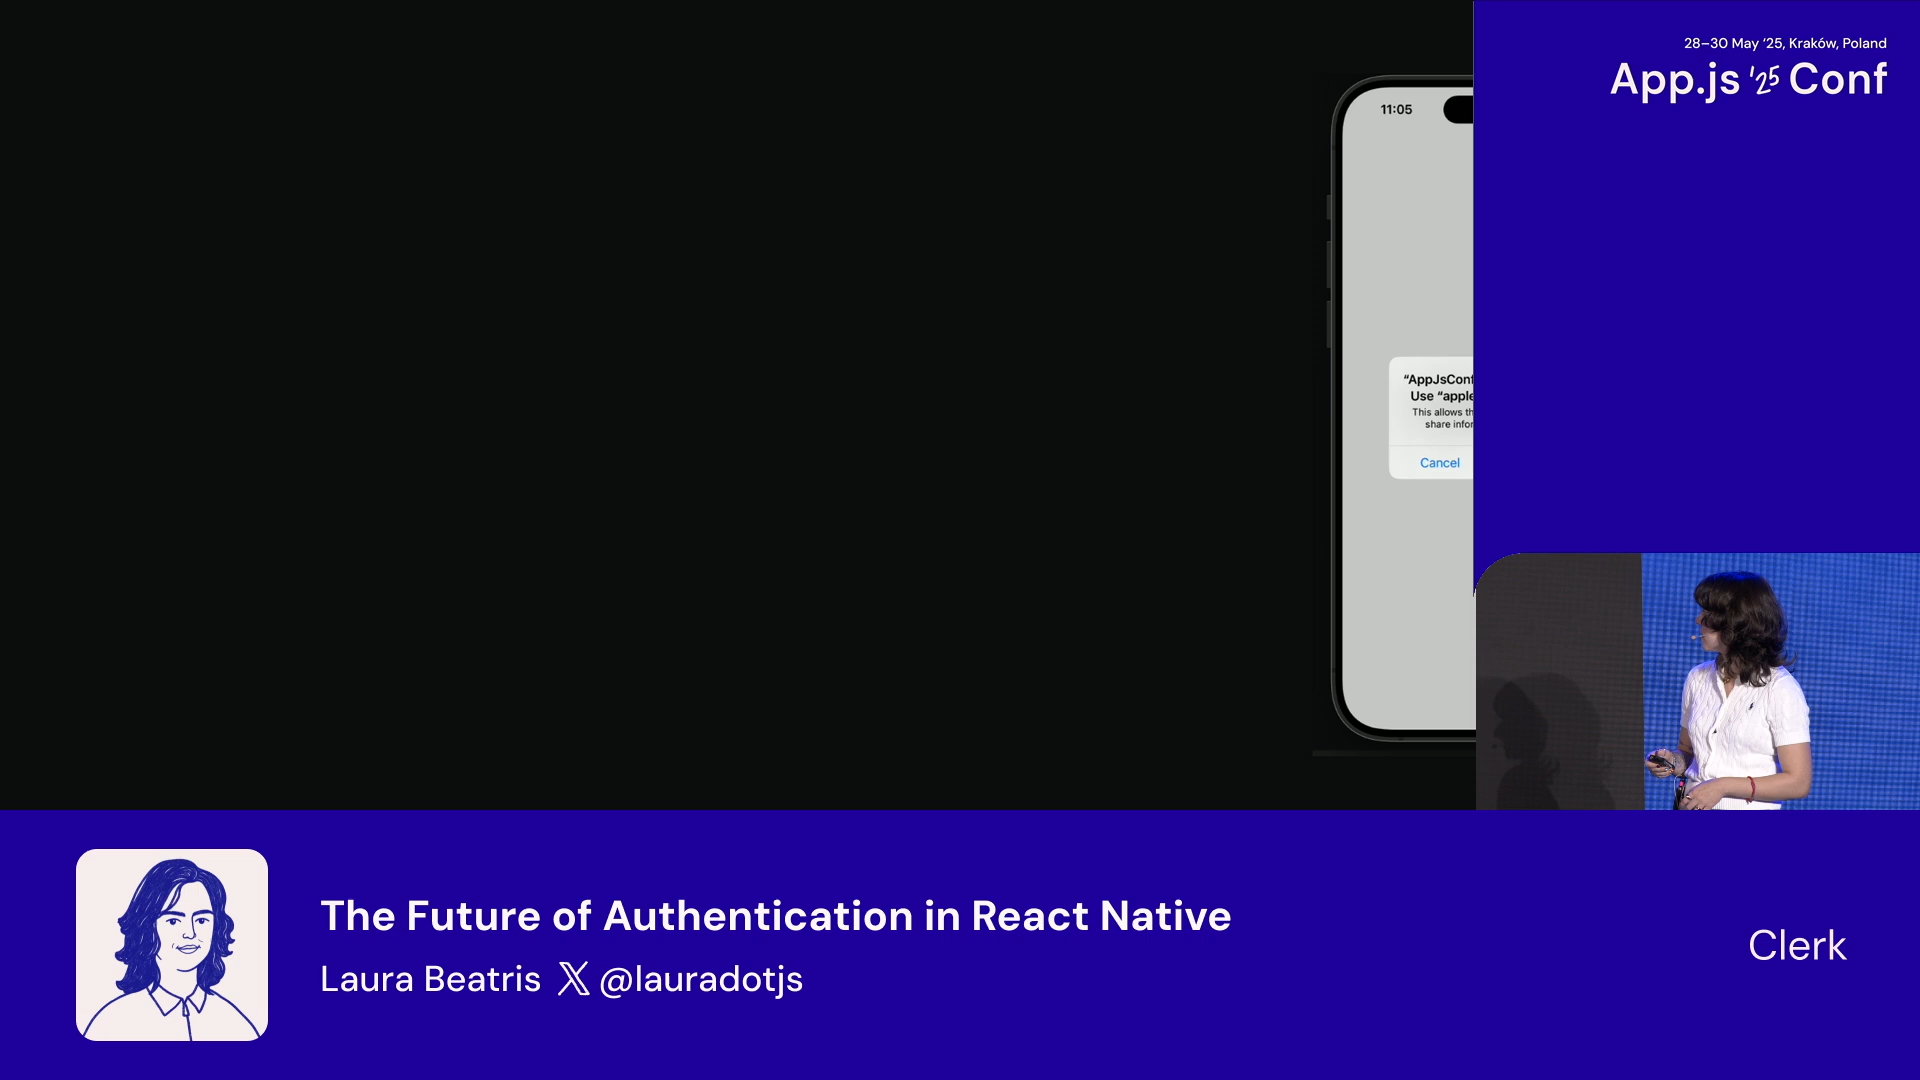 28–30 May ‘25, Kraków, Poland
App.js '25 Conf
11:05
“AppJsConf
Use “apple
This allows th
share infor
Cancel
The Future of Authentication in React Native
Laura Beatris X @lauradotjs
Clerk